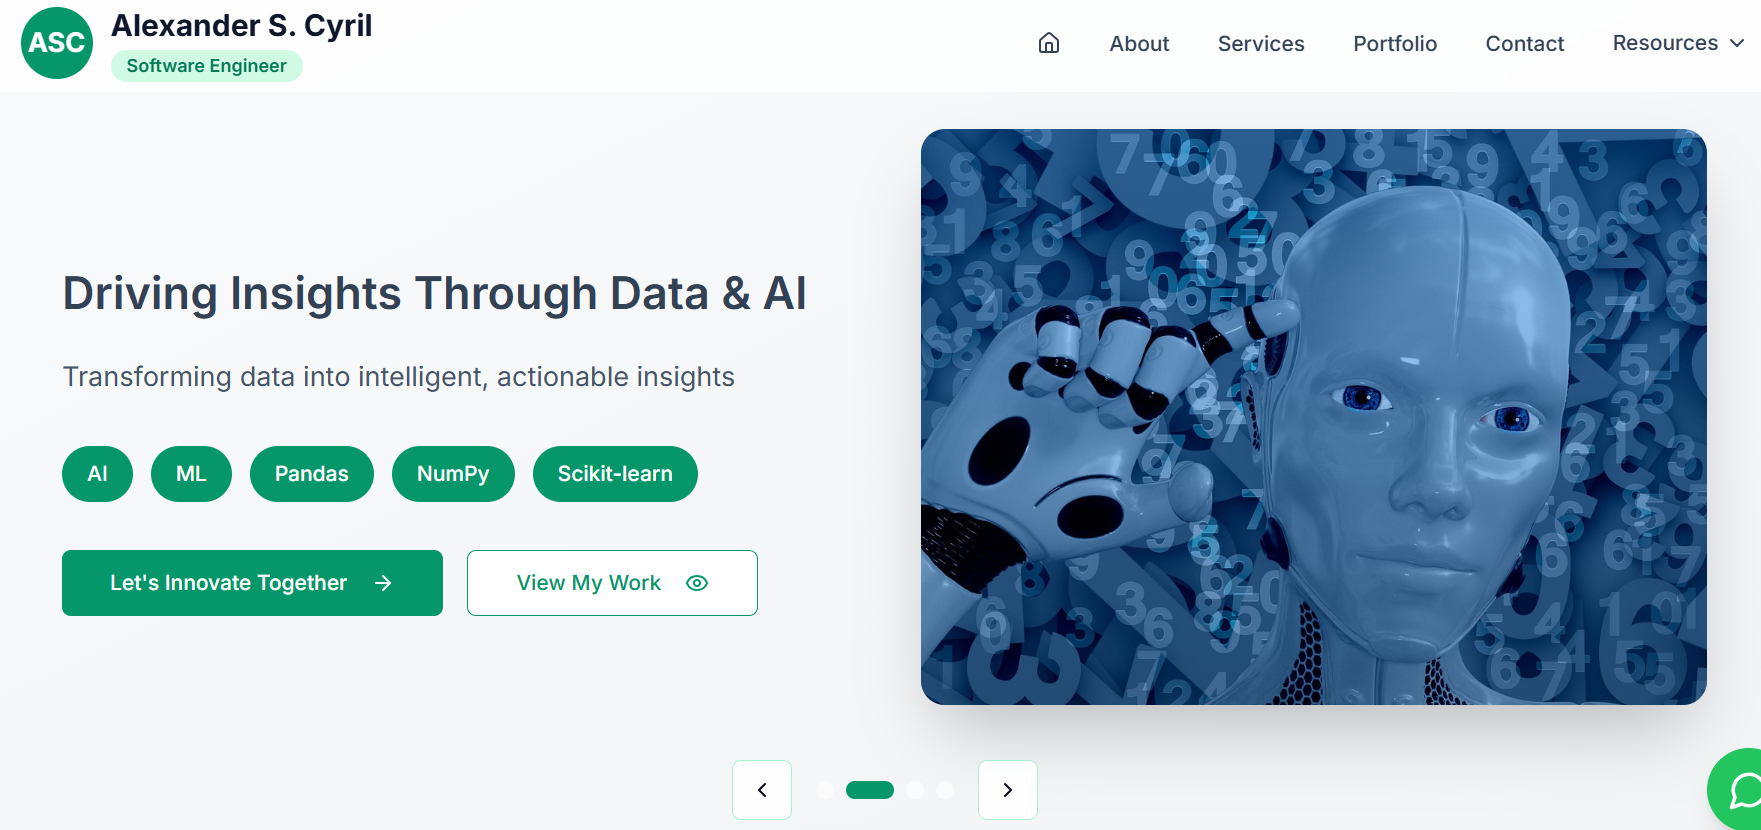 ASC
Alexander S. Cyril
Software Engineer
About
Services
Portfolio
Contact
Resources
Driving Insights Through Data & AI
Transforming data into intelligent, actionable insights
AI
ML
Pandas
NumPy
Scikit-learn
Let's Innovate Together
View My Work